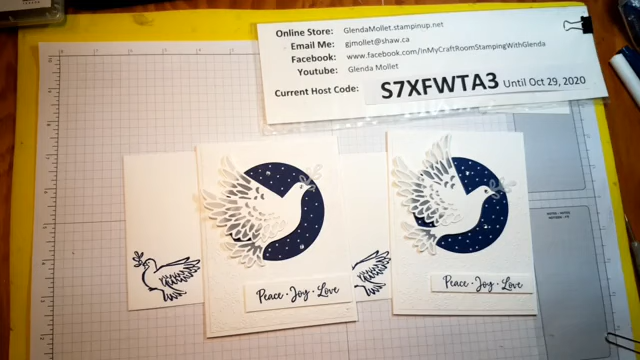 Online Store: GlendaMollet.stampinup.net
Email Me: gjmollet@shaw.ca
Facebook: www.facebook.com/inMyCraftRoomStampingWithGlenda
Youtube: Glenda Mollet
Current Host Code: S7XFWTA3 Until Oct 29, 2020
Peace • Joy • Love
Peace • Joy • Love